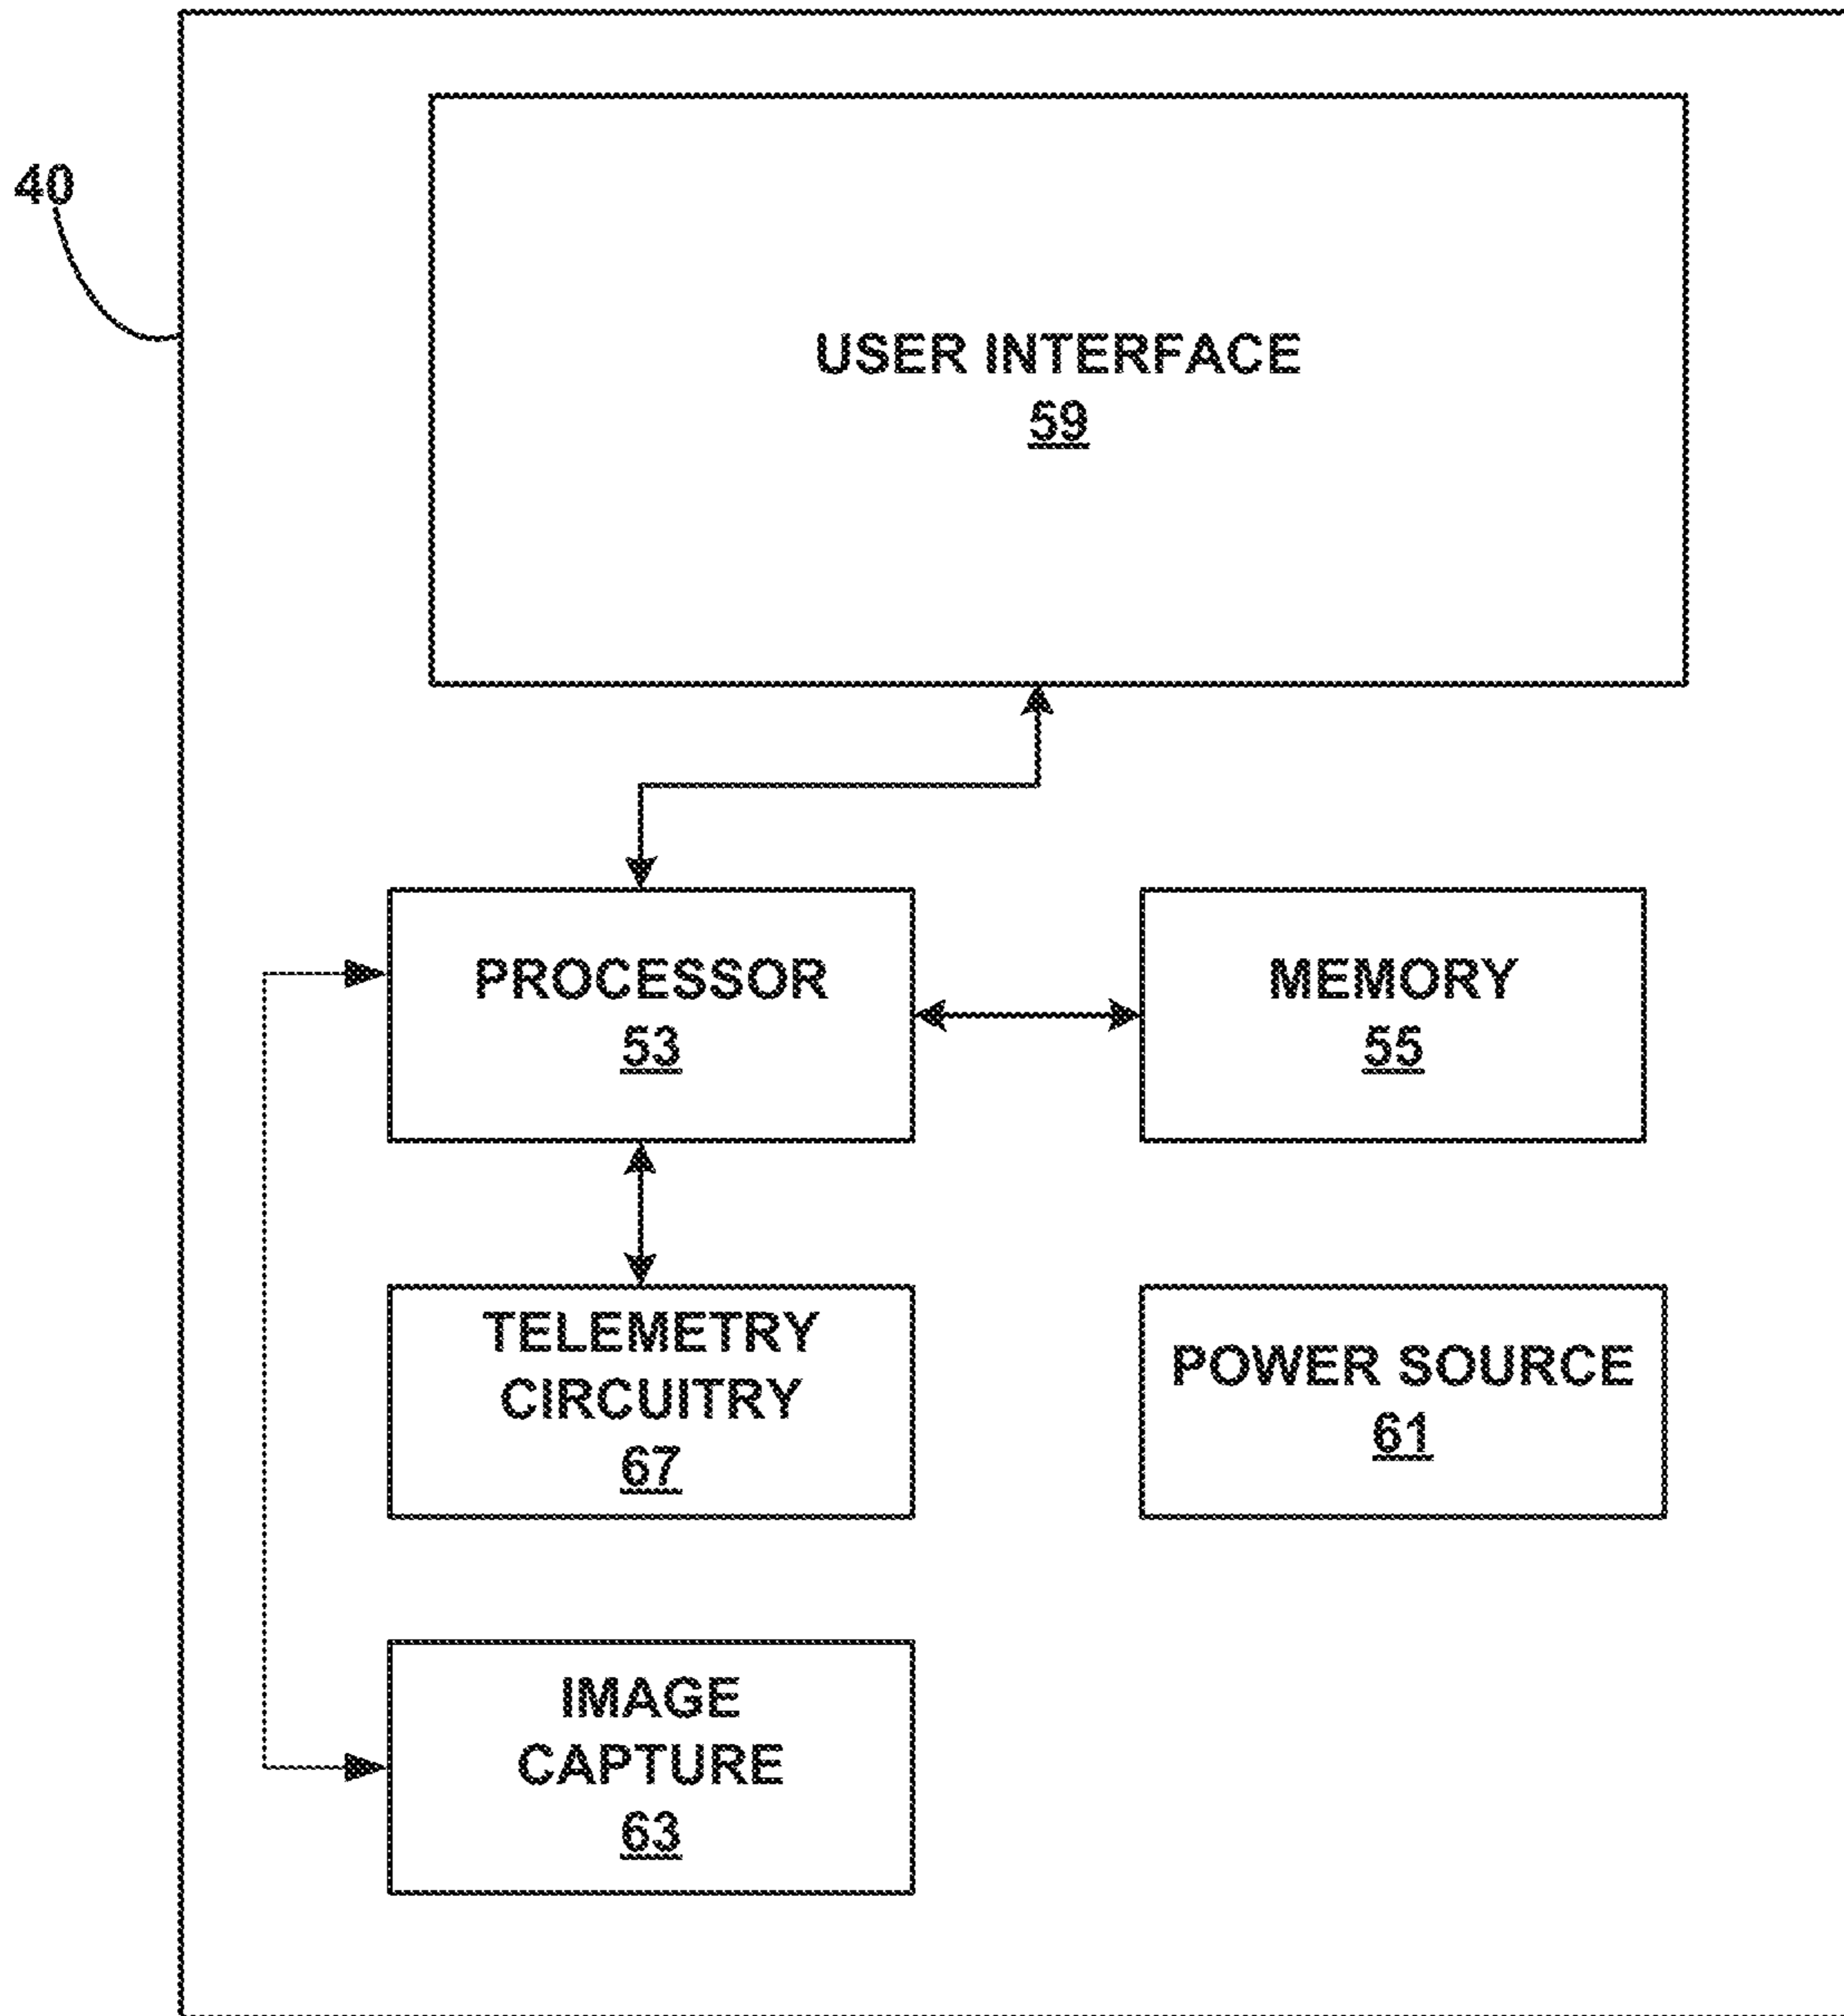 40
USER INTERFACE
59
PROCESSOR
53
MEMORY
55
TELEMETRY
CIRCUITRY
67
POWER SOURCE
61
IMAGE
CAPTURE
63